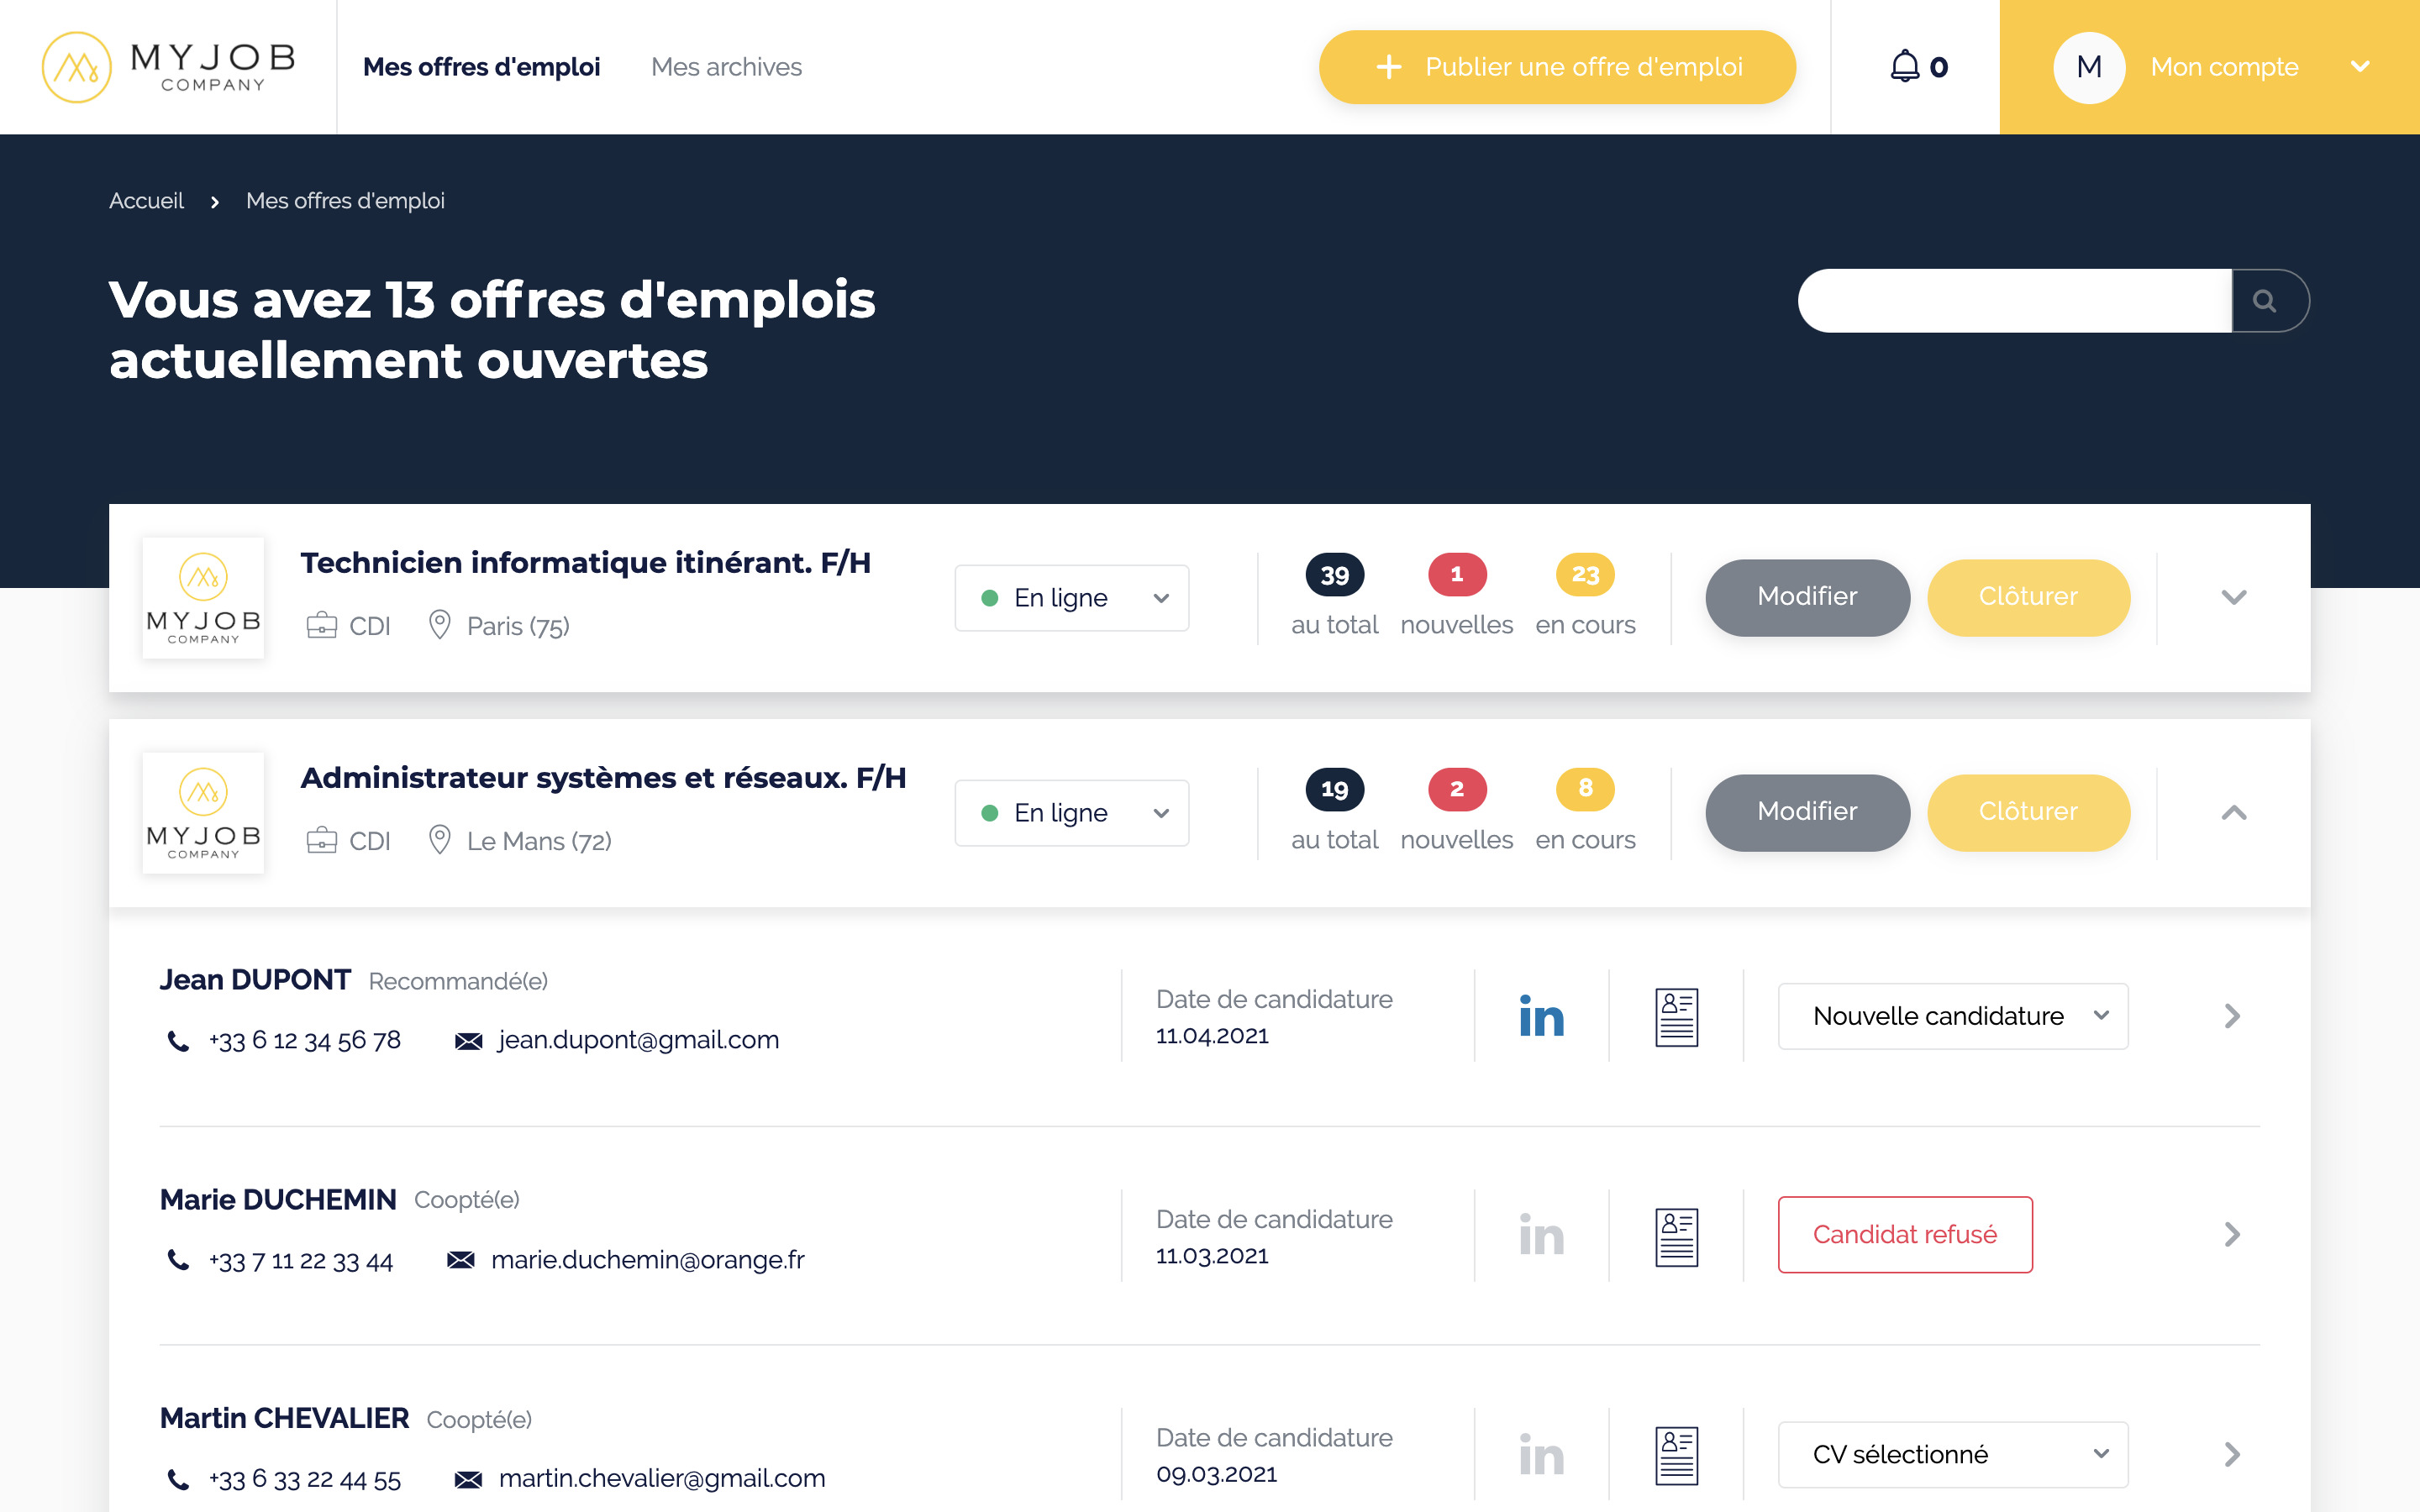 MYJOB
COMPANY
Mes offres d'emploi
Mes archives
+ Publier une offre d'emploi
0
M
Mon compte
Accueil
Mes offres d'emploi
Vous avez 13 offres d'emplois
actuellement ouvertes
MYJOB
COMPANY
Technicien informatique itinérant. F/H
CDI
Paris (75)
En ligne
39
au total
1
nouvelles
23
en cours
Modifier
Clôturer
MYJOB
COMPANY
Administrateur systèmes et réseaux. F/H
CDI
Le Mans (72)
En ligne
19
au total
2
nouvelles
8
en cours
Modifier
Clôturer
Jean DUPONT Recommandé(e)
+33 6 12 34 56 78
jean.dupont@gmail.com
Date de candidature
11.04.2021
in
Nouvelle candidature
Marie DUCHEMIN Coopté(e)
+33 7 11 22 33 44
marie.duchemin@orange.fr
Date de candidature
11.03.2021
in
Candidat refusé
Martin CHEVALIER Coopté(e)
+33 6 33 22 44 55
martin.chevalier@gmail.com
Date de candidature
09.03.2021
in
CV sélectionné